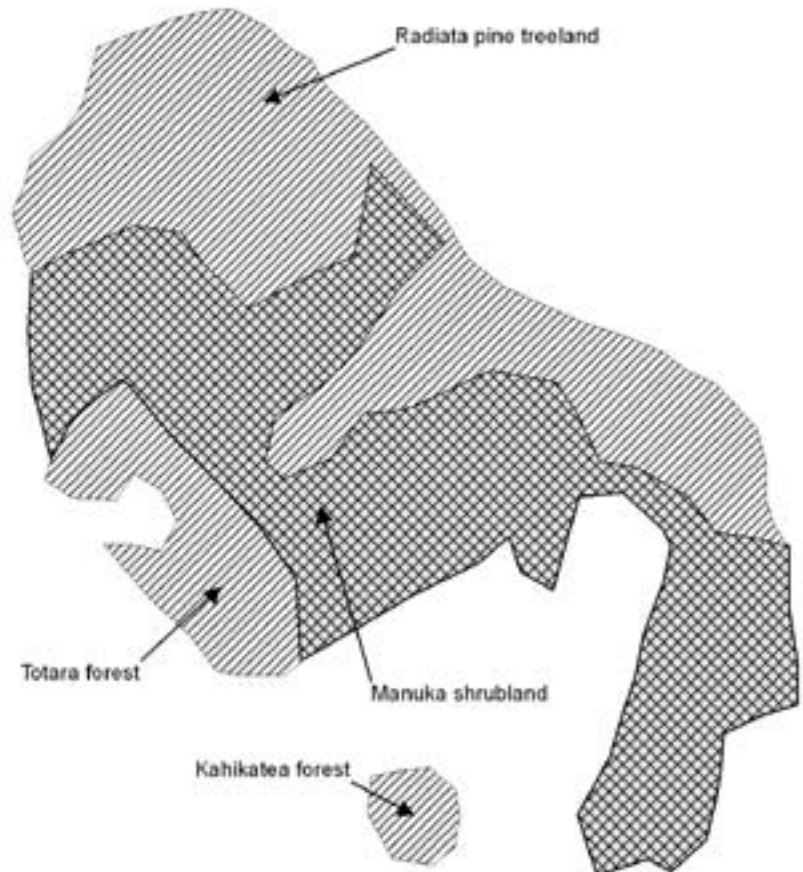 Radiata pine treeland
Totara forest
Manuka shrubland
Kahikatea forest